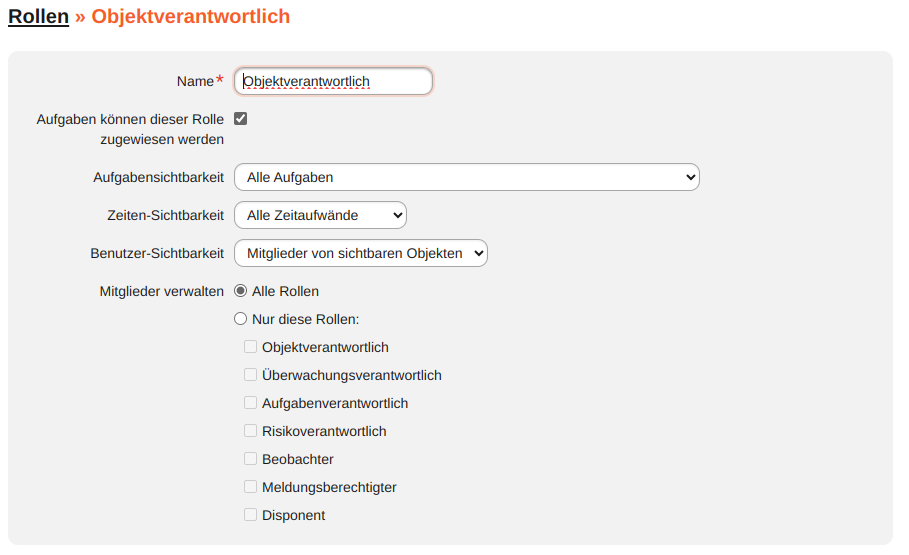 Rollen » Objektverantwortlich
Name* Objektverantwortlich
Aufgaben können dieser Rolle
zugewiesen werden
Aufgabensichtbarkeit Alle Aufgaben
Zeiten-Sichtbarkeit Alle Zeitaufwände
Benutzer-Sichtbarkeit Mitglieder von sichtbaren Objekten
Mitglieder verwalten Alle Rollen
Nur diese Rollen:
Objektverantwortlich
Überwachungsverantwortlich
Aufgabenverantwortlich
Risikoverantwortlich
Beobachter
Meldungsberechtigter
Disponent